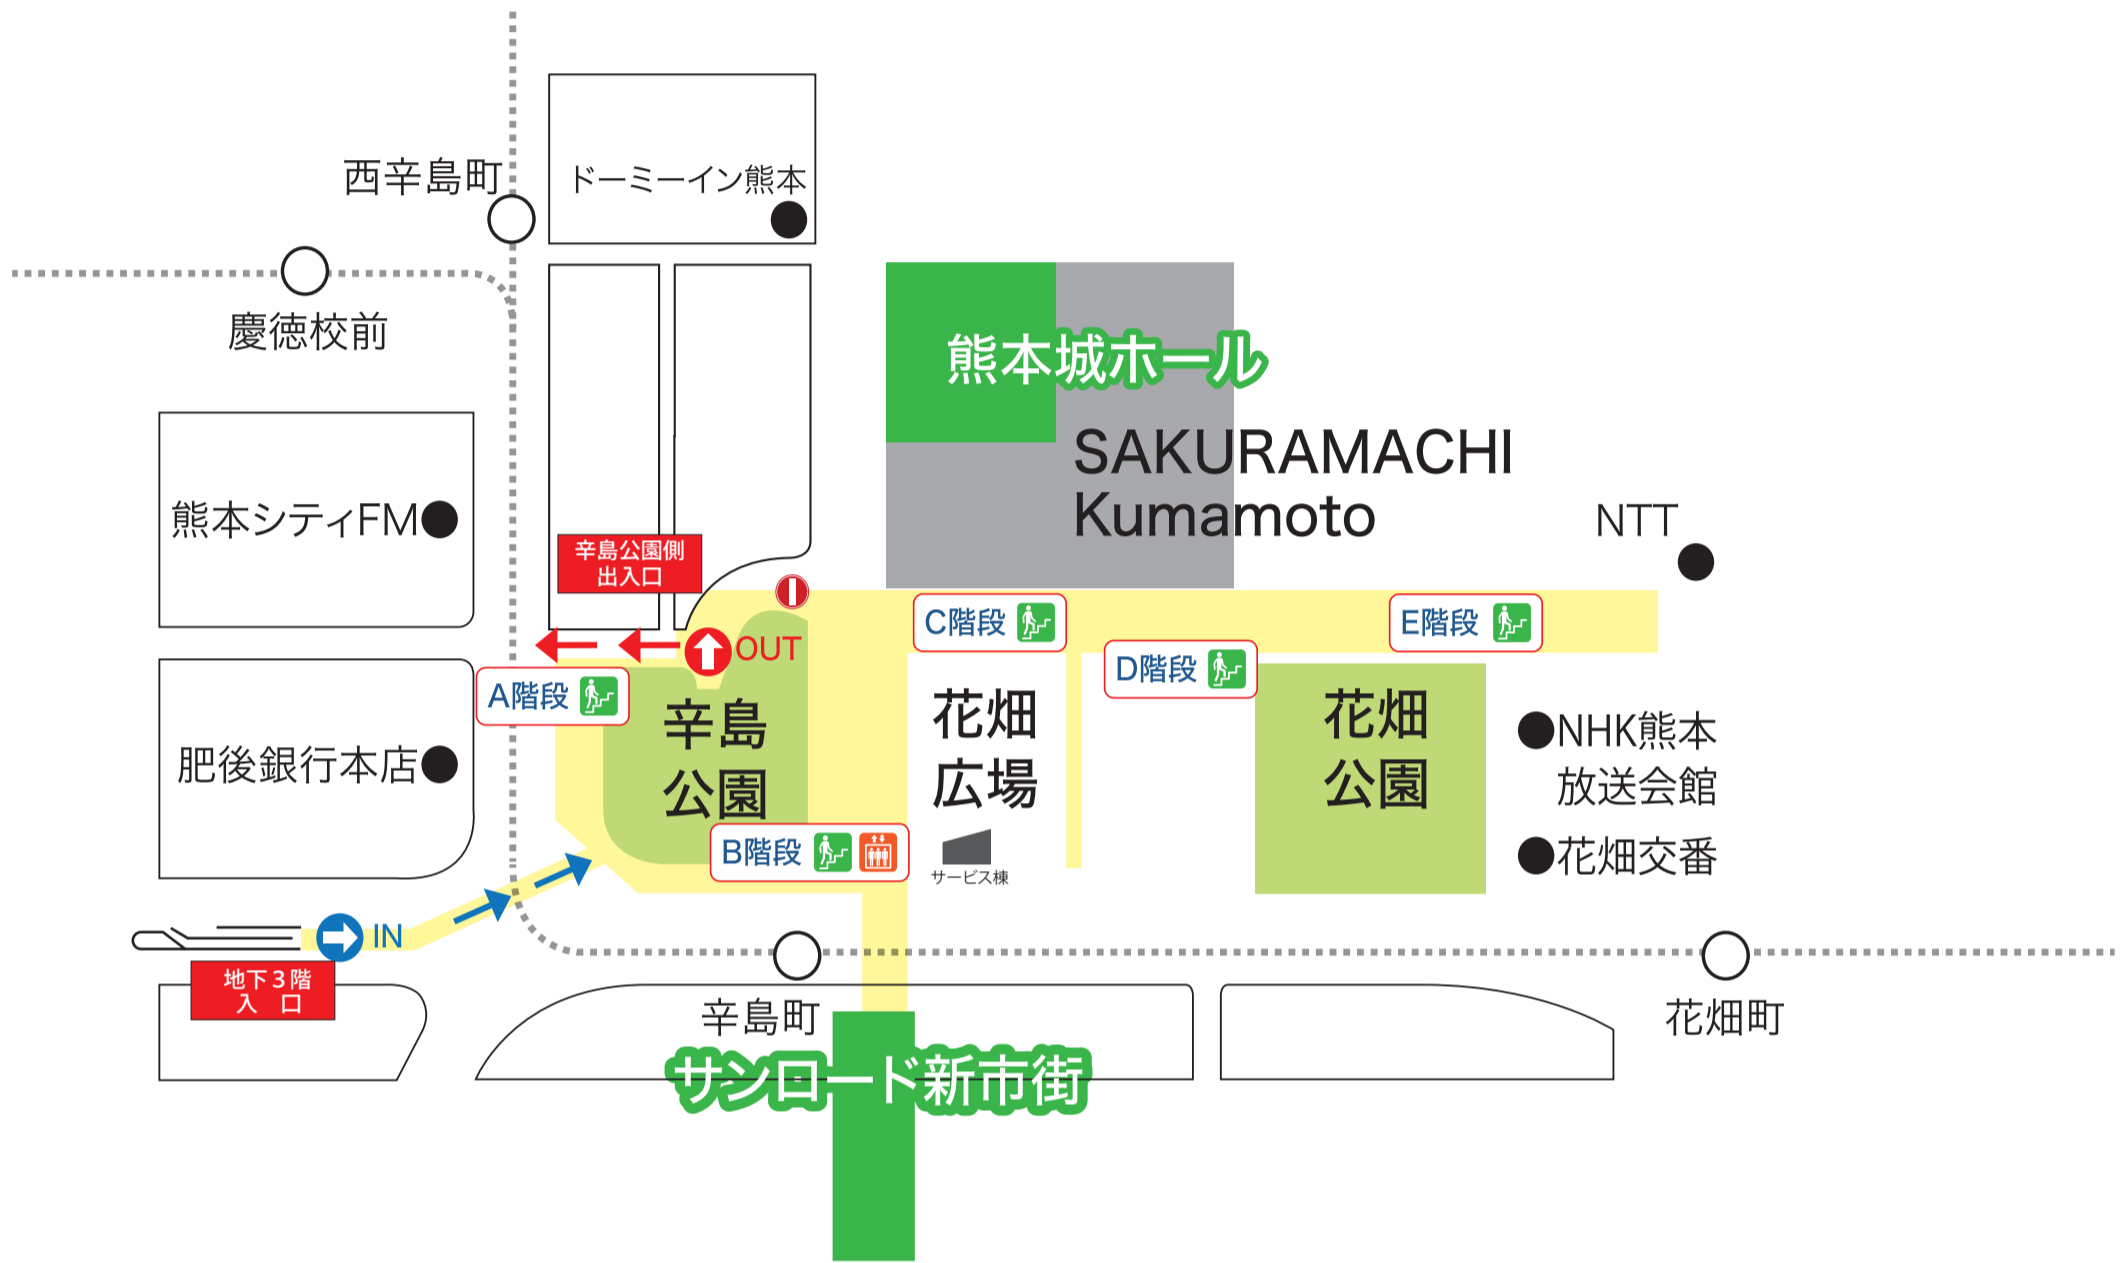 西辛島町
ドーミーイン熊本
慶徳校前
熊本城ホール
SAKURAMACHI
Kumamoto
熊本シティFM
NTT
辛島公園側
出入口
C階段
E階段
OUT
D階段
A階段
辛島
公園
花畑
広場
花畑
公園
NHK熊本
放送会館
肥後銀行本店
B階段
サービス棟
花畑交番
IN
地下3階
入 口
辛島町
花畑町
サンロード新市街